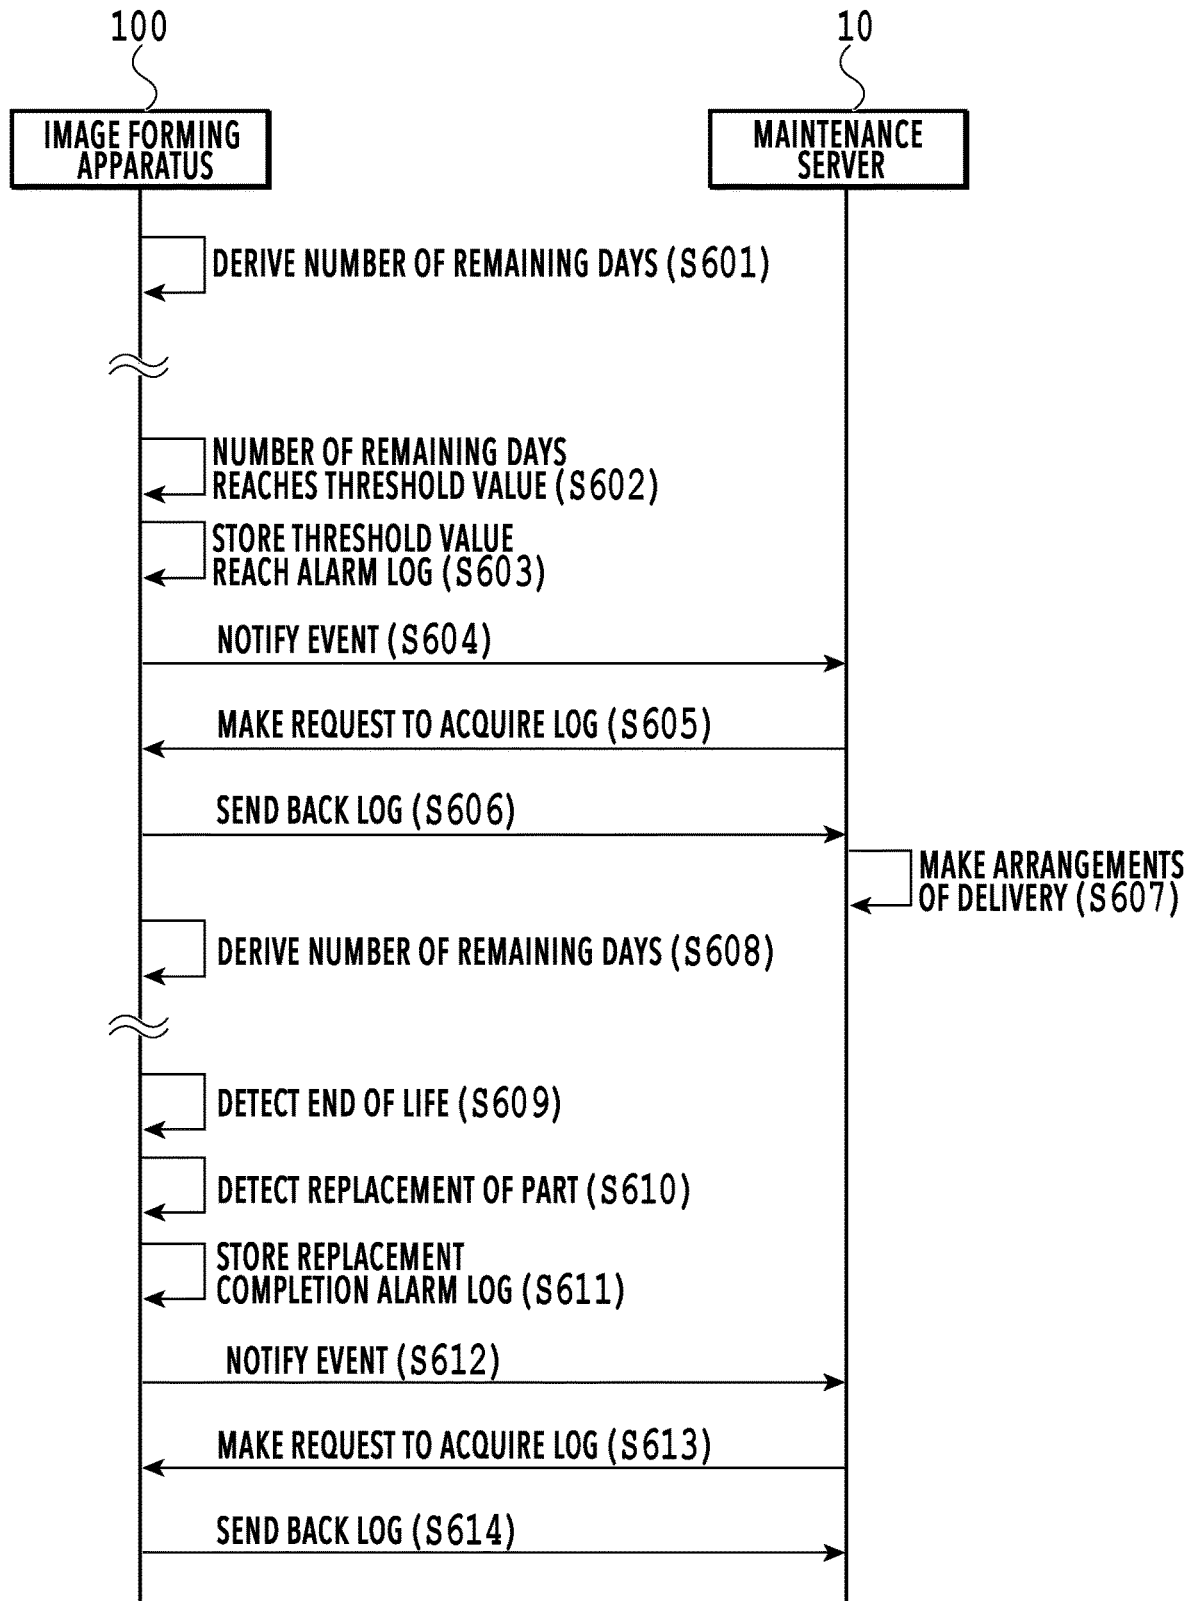 100
10
IMAGE FORMING
APPARATUS
MAINTENANCE
SERVER
DERIVE NUMBER OF REMAINING DAYS (S601)
NUMBER OF REMAINING DAYS
REACHES THRESHOLD VALUE (S602)
STORE THRESHOLD VALUE
REACH ALARM LOG (S603)
NOTIFY EVENT (S604)
MAKE REQUEST TO ACQUIRE LOG (S605)
SEND BACK LOG (S606)
MAKE ARRANGEMENTS
OF DELIVERY (S607)
DERIVE NUMBER OF REMAINING DAYS (S608)
DETECT END OF LIFE (S609)
DETECT REPLACEMENT OF PART (S610)
STORE REPLACEMENT
COMPLETION ALARM LOG (S611)
NOTIFY EVENT (S612)
MAKE REQUEST TO ACQUIRE LOG (S613)
SEND BACK LOG (S614)